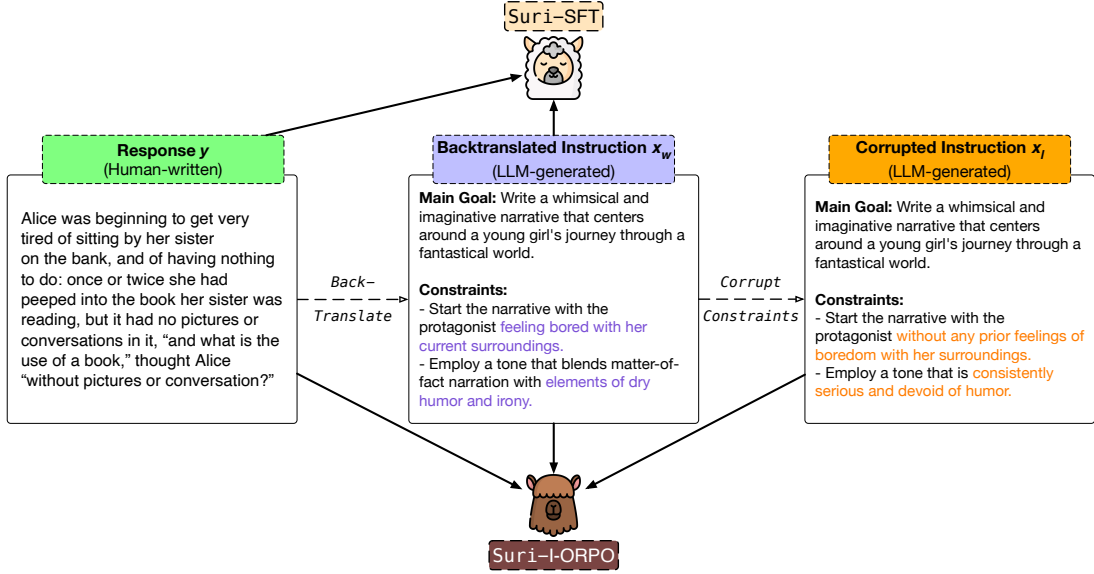 Suri-SFT
Response y
(Human-written)
Alice was beginning to get very
tired of sitting by her sister
on the bank, and of having nothing
to do: once or twice she had
peeped into the book her sister was
reading, but it had no pictures or
conversations in it, “and what is the
use of a book,” thought Alice
“without pictures or conversation?”
Back-
Translate
Backtranslated Instruction x_w
(LLM-generated)
Main Goal: Write a whimsical and
imaginative narrative that centers
around a young girl's journey through a
fantastical world.
Constraints:
- Start the narrative with the
protagonist feeling bored with her
current surroundings.
- Employ a tone that blends matter-of-
fact narration with elements of dry
humor and irony.
Corrupt
Constraints
Corrupted Instruction x_l
(LLM-generated)
Main Goal: Write a whimsical and
imaginative narrative that centers
around a young girl's journey through a
fantastical world.
Constraints:
- Start the narrative with the
protagonist without any prior feelings of
boredom with her surroundings.
- Employ a tone that is consistently
serious and devoid of humor.
Suri-I-ORPO